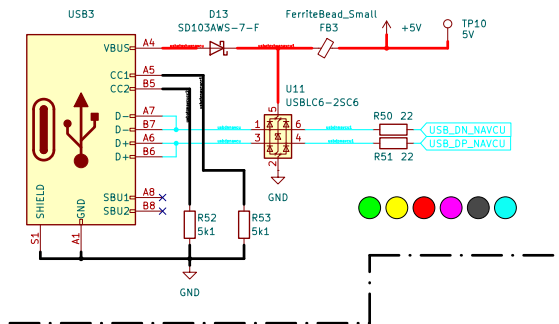 USB3
D13
SD103AWS-7-F
FerriteBead_Small
FB3
+5V
TP10
5V
VBUS
A4
CC1
A5
CC2
B5
D-
A7
D-
B7
D+
A6
D+
B6
SBU1
A8
SBU2
B8
SHIELD
GND
S1
A1
U11
USBLC6-2SC6
5
1
6
3
4
2
GND
R50 22
R51 22
USB_DN_NAVCU
USB_DP_NAVCU
R52
5k1
R53
5k1
GND